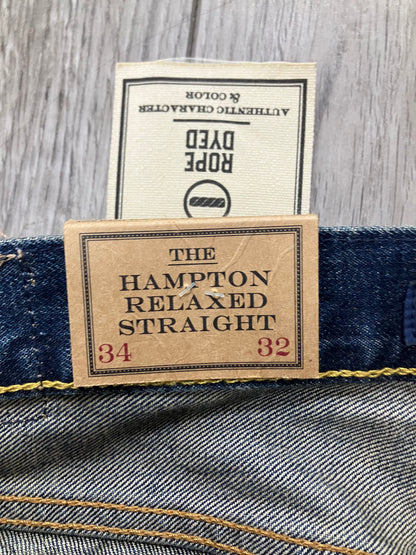 AUTHENTIC CHARACTER
& COLOR
ROPE
DYED
THE
HAMPTON
RELAXED
STRAIGHT
34 32